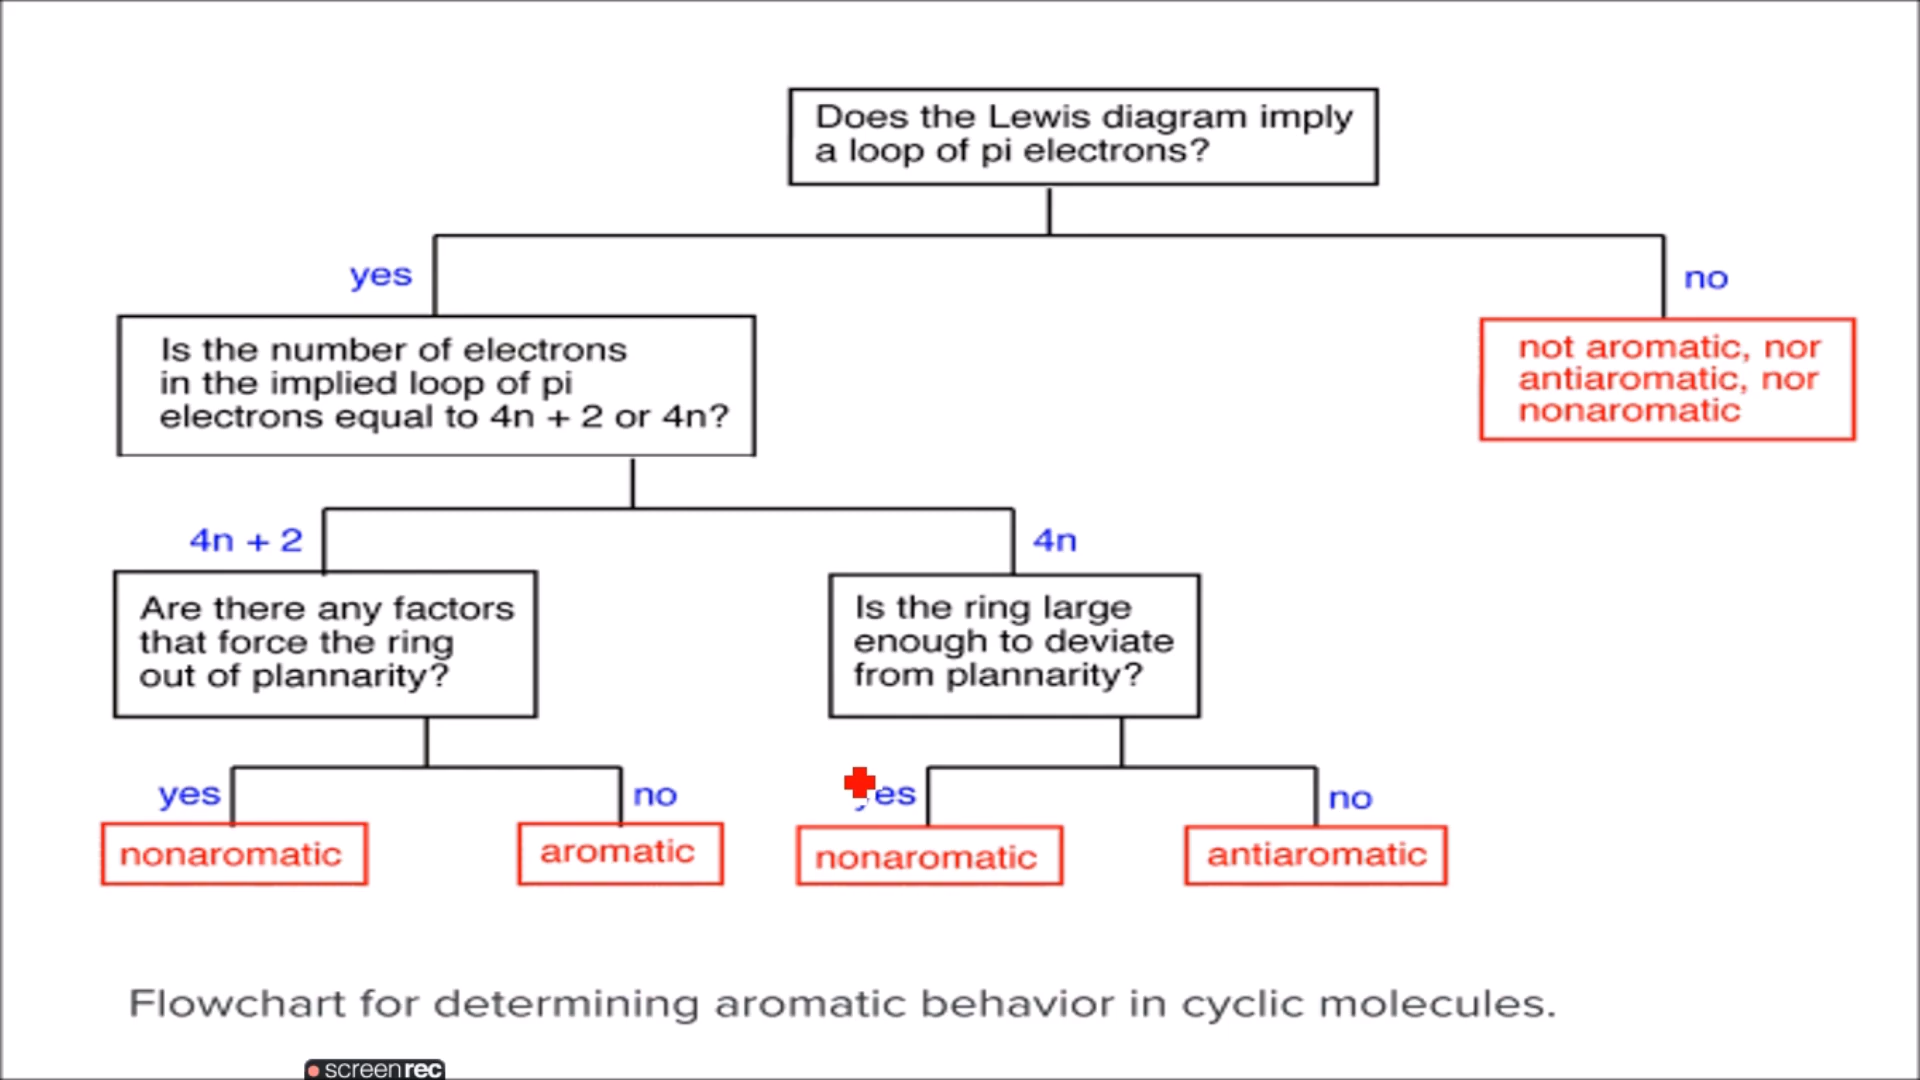 Does the Lewis diagram imply
a loop of pi electrons?
yes
no
Is the number of electrons
in the implied loop of pi
electrons equal to 4n + 2 or 4n?
not aromatic, nor
antiaromatic, nor
nonaromatic
4n + 2
4n
Are there any factors
that force the ring
out of plannarity?
Is the ring large
enough to deviate
from plannarity?
yes
no
yes
no
nonaromatic
aromatic
nonaromatic
antiaromatic
Flowchart for determining aromatic behavior in cyclic molecules.
screenrec